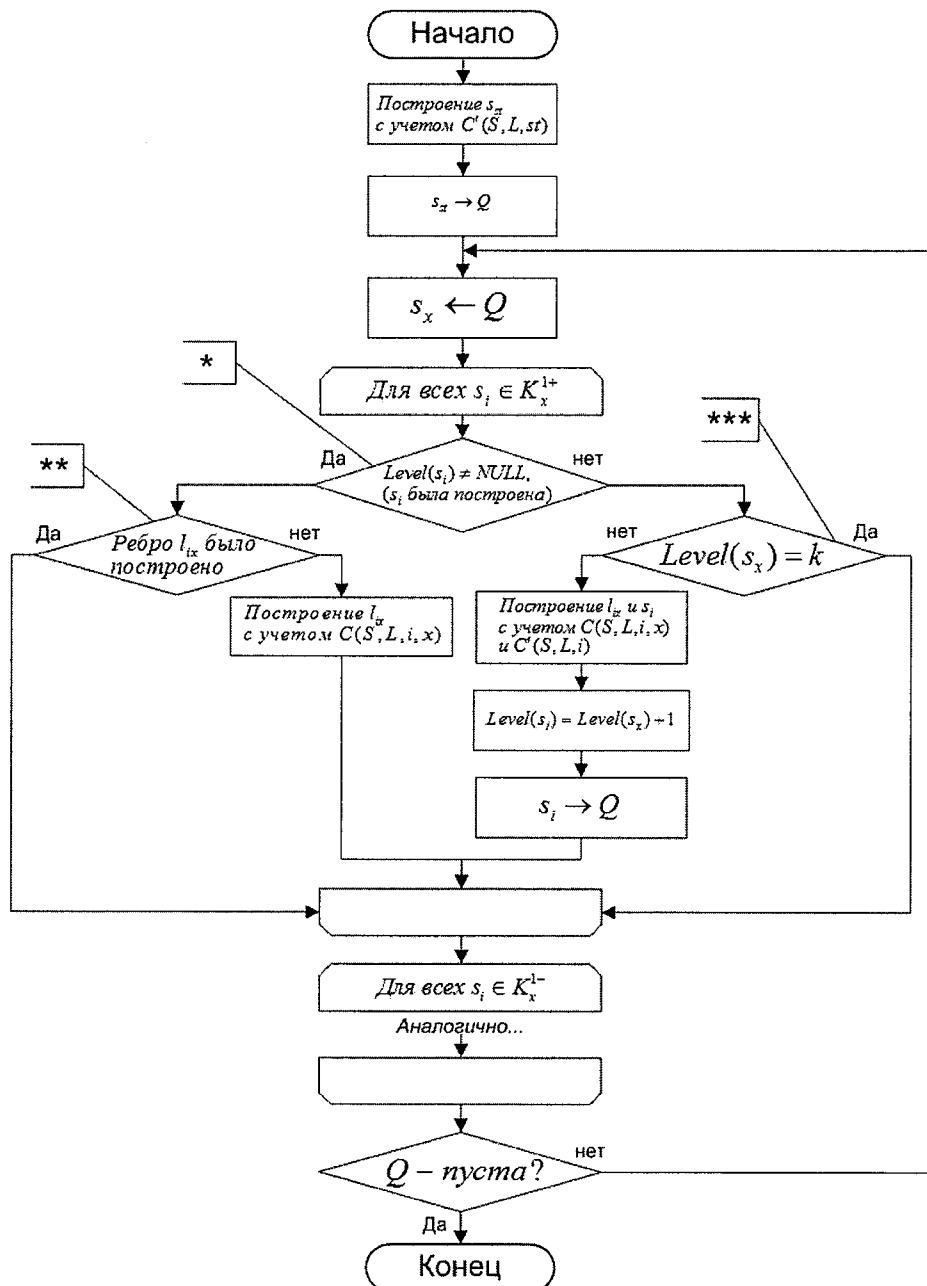 Начало
Построение s_st
с учетом C'(S,L,st)
s_st → Q
s_x ← Q
*
Для всех s_i ∈ K_x^{1+}
***
**
Да
нет
Level(s_i) ≠ NULL,
(s_i была построена)
Да
Ребро l_ix было
построено
нет
нет
Level(s_x) = k
Да
Построение l_ix
с учетом C(S,L,i,x)
Построение l_ix и s_i
с учетом C(S,L,i,x)
и C'(S,L,i)
Level(s_i) = Level(s_x) + 1
s_i → Q
Для всех s_i ∈ K_x^{1-}
Аналогично...
Q – пуста?
нет
Да
Конец